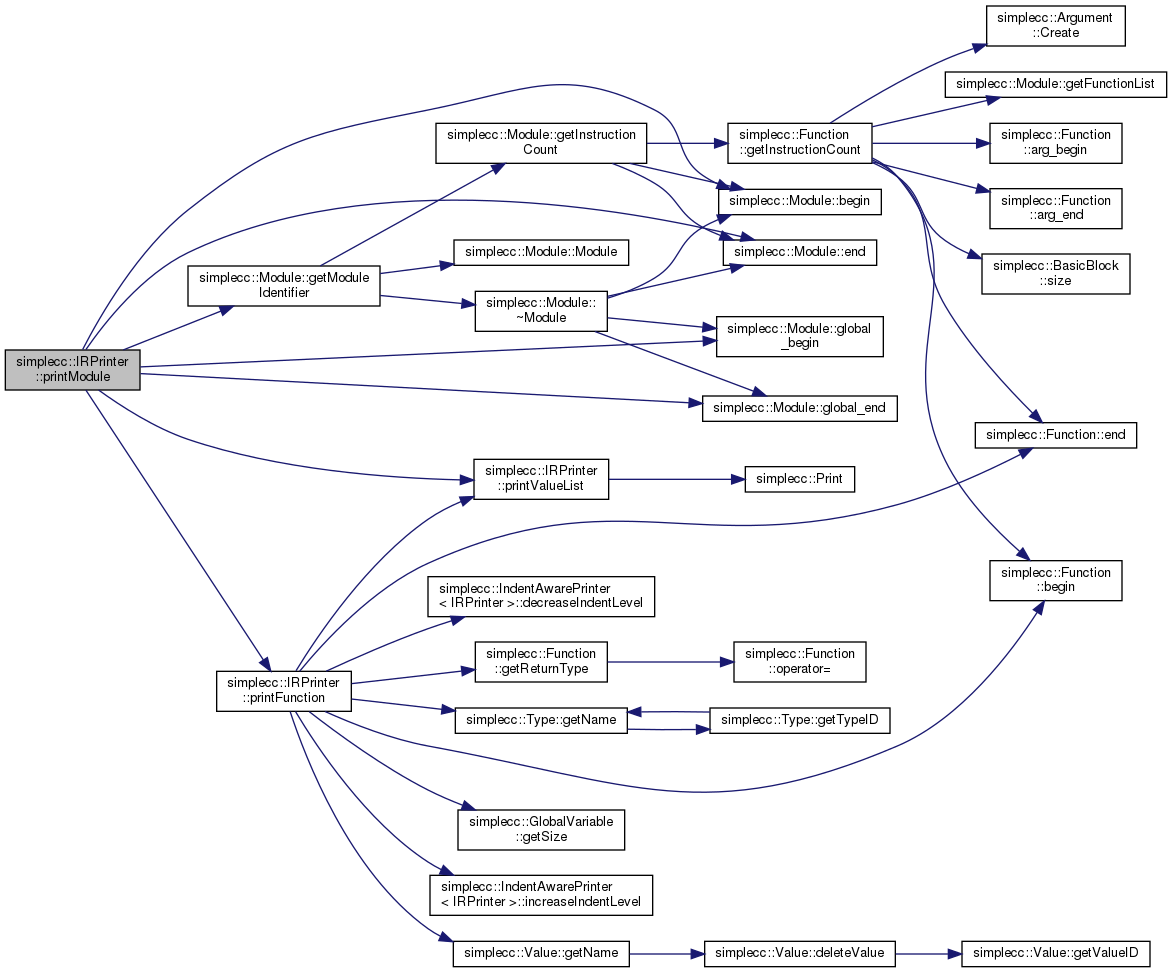 simplecc::Argument
::Create
simplecc::Module::getFunctionList
simplecc::Module::getInstruction
Count
simplecc::Function
::getInstructionCount
simplecc::Function
::arg_begin
simplecc::Module::begin
simplecc::Function
::arg_end
simplecc::Module::Module
simplecc::Module::end
simplecc::BasicBlock
::size
simplecc::Module::getModule
Identifier
simplecc::Module::
~Module
simplecc::Module::global
_begin
simplecc::IRPrinter
::printModule
simplecc::Module::global_end
simplecc::Function::end
simplecc::IRPrinter
::printValueList
simplecc::Print
simplecc::Function
::begin
simplecc::IndentAwarePrinter
< IRPrinter >::decreaseIndentLevel
simplecc::Function
::getReturnType
simplecc::Function
::operator=
simplecc::IRPrinter
::printFunction
simplecc::Type::getName
simplecc::Type::getTypeID
simplecc::GlobalVariable
::getSize
simplecc::IndentAwarePrinter
< IRPrinter >::increaseIndentLevel
simplecc::Value::getName
simplecc::Value::deleteValue
simplecc::Value::getValueID